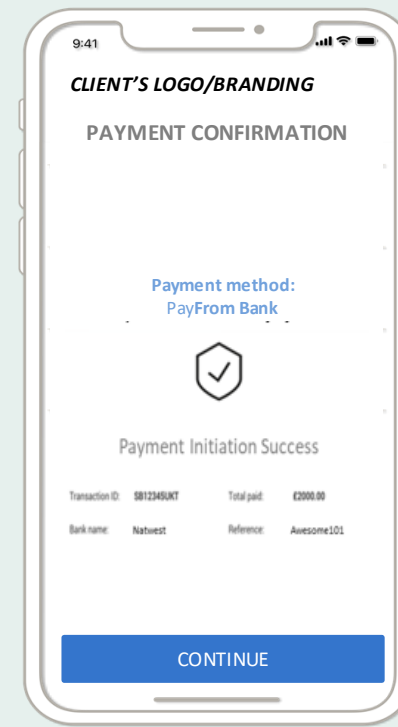 9:41
CLIENT'S LOGO/BRANDING
PAYMENT CONFIRMATION
Payment method:
PayFrom Bank
Payment Initiation Success
Transaction ID: SB12345UKT Total paid: £2000.00
Bank name: Natwest Reference: Awesome101
CONTINUE